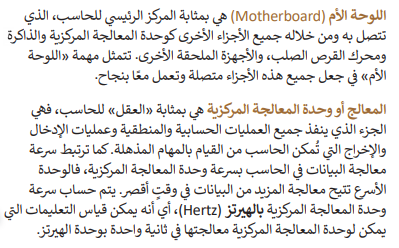 اللوحة الأم (Motherboard) هي بمثابة المركز الرئيسي للحاسب، الذي
تتصل به ومن خلاله جميع الأجزاء الأخرى كوحدة المعالجة المركزية والذاكرة
ومحرك القرص الصلب، والأجهزة الملحقة الأخرى. تتمثل مهمة «اللوحة
الأم» في جعل جميع هذه الأجزاء متصلة وتعمل معًا بنجاح.
المعالج أو وحدة المعالجة المركزية هي بمثابة «العقل» للحاسب، فهي
الجزء الذي ينفذ جميع العمليات الحسابية والمنطقية وعمليات الإدخال
والإخراج التي تُمكن الحاسب من القيام بالمهام المذهلة. كما ترتبط سرعة
معالجة البيانات في الحاسب بسرعة وحدة المعالجة المركزية، فالوحدة
الأسرع تتيح معالجة المزيد من البيانات في وقتٍ أقصر. يتم حساب سرعة
وحدة المعالجة المركزية بالهيرتز (Hertz)، أي أنه يمكن قياس التعليمات التي
يمكن لوحدة المعالجة المركزية معالجتها في ثانية واحدة بوحدة الهيرتز.